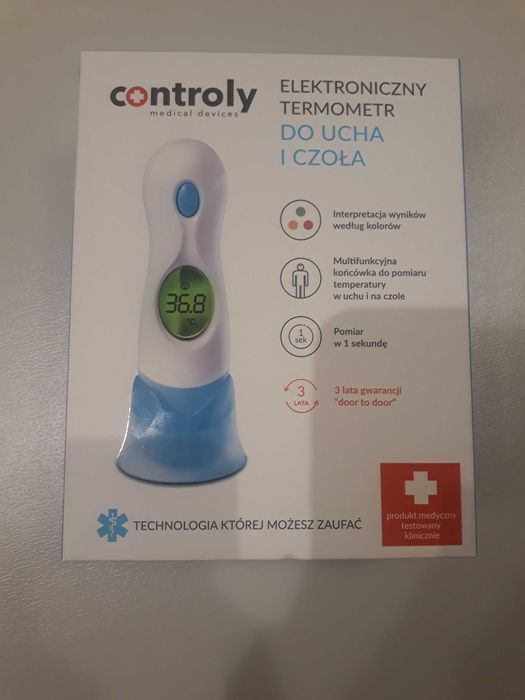 controly
medical devices
ELEKTRONICZNY
TERMOMETR
DO UCHA
I CZOŁA
Interpretacja wyników
według kolorów
Multifunkcyjna
końcówka do pomiaru
temperatury
w uchu i na czole
1
sek
Pomiar
w 1 sekundę
3
LATA
3 lata gwarancji
"door to door"
36.8
°C
TECHNOLOGIA KTÓREJ MOŻESZ ZAUFAĆ
produkt medyczny
testowany
klinicznie